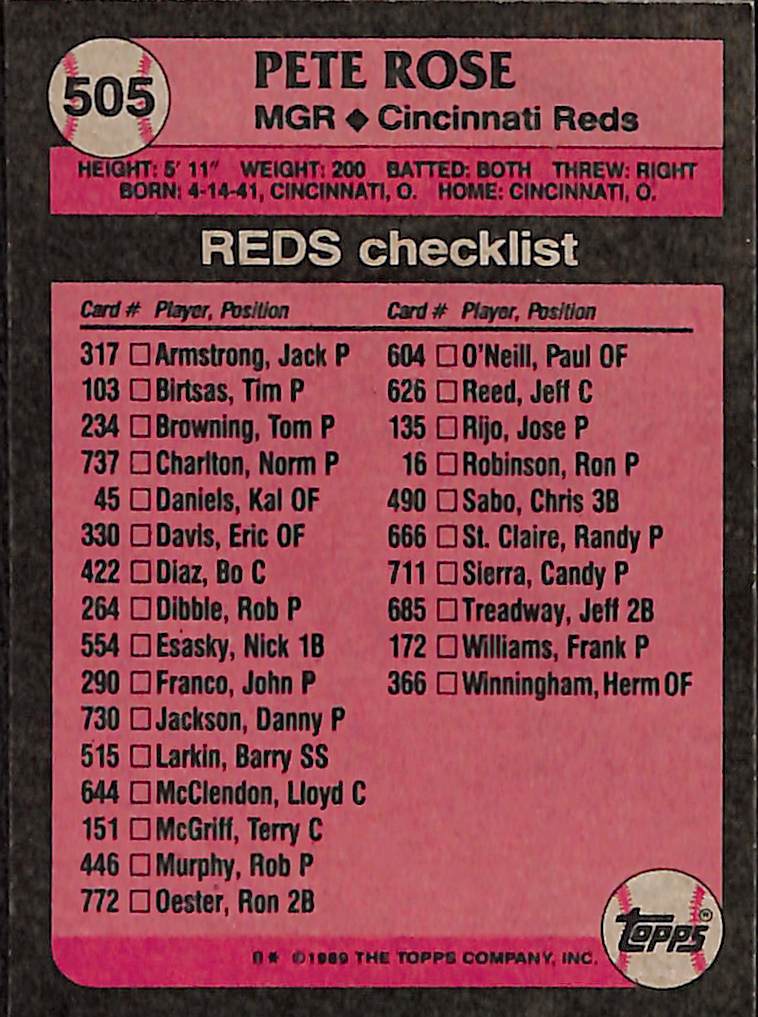 505
PETE ROSE
MGR ◆ Cincinnati Reds
HEIGHT: 5' 11" WEIGHT: 200 BATTED: BOTH THREW: RIGHT
BORN: 4-14-41, CINCINNATI, O. HOME: CINCINNATI, O.
REDS checklist
Card # Player, Position
317 □ Armstrong, Jack P
103 □ Birtsas, Tim P
234 □ Browning, Tom P
737 □ Charlton, Norm P
45 □ Daniels, Kal OF
330 □ Davis, Eric OF
422 □ Diaz, Bo C
264 □ Dibble, Rob P
554 □ Esasky, Nick 1B
290 □ Franco, John P
730 □ Jackson, Danny P
515 □ Larkin, Barry SS
644 □ McClendon, Lloyd C
151 □ McGriff, Terry C
446 □ Murphy, Rob P
772 □ Oester, Ron 2B
Card # Player, Position
604 □ O'Neill, Paul OF
626 □ Reed, Jeff C
135 □ Rijo, Jose P
16 □ Robinson, Ron P
490 □ Sabo, Chris 3B
666 □ St. Claire, Randy P
711 □ Sierra, Candy P
685 □ Treadway, Jeff 2B
172 □ Williams, Frank P
366 □ Winningham, Herm OF
* ©1989 THE TOPPS COMPANY, INC.
TOPPS®